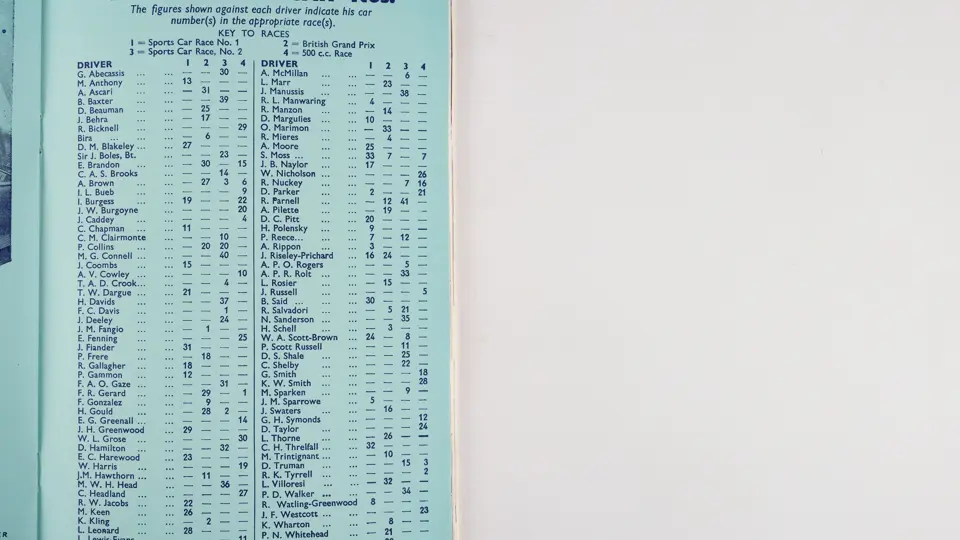 The figures shown against each driver indicate his car
number(s) in the appropriate race(s).
KEY TO RACES
1 = Sports Car Race No. 1 2 = British Grand Prix
3 = Sports Car Race, No. 2 4 = 500 c.c. Race
DRIVER 1 2 3 4
G. Abecassis ... ... — — 30 —
M. Anthony ... ... 13 — — —
A. Ascari ... ... — 31 — —
B. Baxter ... ... — — 39 —
D. Beauman ... ... — 25 — —
J. Behra ... ... — 17 — —
R. Bicknell ... ... — — — 29
Bira ... ... — 6 — —
D. M. Blakeley ... ... 27 — — —
Sir J. Boles, Bt. ... — — 23 —
E. Brandon ... ... — 30 — 15
C. A. S. Brooks ... — — 14 —
A. Brown ... ... — 27 3 6
I. L. Bueb ... ... — — — 9
I. Burgess ... ... 19 — — 22
J. W. Burgoyne ... — — — 20
J. Caddey ... ... — — — 4
C. Chapman ... ... 11 — — —
C. M. Clairmonte ... — — 10 —
P. Collins ... ... — 20 20 —
M. G. Connell ... ... — — 40 —
J. Coombs ... ... 15 — — —
A. V. Cowley ... ... — — — 10
T. A. D. Crook... ... — — 4 —
T. W. Dargue ... ... 21 — — —
H. Davids ... ... — — 37 —
F. C. Davis ... ... — — 1 —
J. Deeley ... ... — — 24 —
J. M. Fangio ... ... — 1 — —
E. Fenning ... ... — — — 25
J. Fiander ... ... 31 — — —
P. Frere ... ... — 18 — —
R. Gallagher ... ... 18 — — —
P. Gammon ... ... 12 — — —
F. A. O. Gaze ... ... — — 31 —
F. R. Gerard ... ... — 29 — 1
F. Gonzalez ... ... — 9 — —
H. Gould ... ... — 28 2 —
E. G. Greenall ... ... — — — 14
J. H. Greenwood ... 29 — — —
W. L. Grose ... ... — — — 30
D. Hamilton ... ... — — 32 —
E. C. Harewood ... 23 — — —
W. Harris ... ... — — — 19
J.M. Hawthorn ... ... — 11 — —
M. W. H. Head ... — — 36 —
C. Headland ... ... — — — 27
R. W. Jacobs ... ... 22 — — —
M. Keen ... ... 26 — — —
K. Kling ... ... — 2 — —
L. Leonard ... ... 28 — — —
DRIVER 1 2 3 4
A. McMillan ... ... — — 6 —
L. Marr ... ... — 23 — —
J. Manussis ... ... — — 38 —
R. L. Manwaring ... 4 — — —
R. Manzon ... ... — 14 — —
D. Margulies ... ... 10 — — —
O. Marimon ... ... — 33 — —
R. Mieres ... ... — 4 — —
A. Moore ... ... 25 — — —
S. Moss ... ... ... 33 7 — 7
J. B. Naylor ... ... 17 — — —
W. Nicholson ... ... — — — 26
R. Nuckey ... ... — — 7 16
D. Parker ... ... 2 — — 21
R. Parnell ... ... — 12 41 —
A. Pilette ... ... — 19 — —
D. C. Pitt ... ... 20 — — —
H. Polensky ... ... 9 — — —
P. Reece... ... ... 7 — 12 —
A. Rippon ... ... 3 — — —
J. Riseley-Prichard ... 16 24 — —
A. P. O. Rogers ... — — 5 —
A. P. R. Rolt ... ... — — 33 —
L. Rosier ... ... — 15 — —
J. Russell ... ... — — — 5
B. Said ... ... ... 30 — — —
R. Salvadori ... ... — 5 21 —
N. Sanderson ... ... — — 35 —
H. Schell ... ... — 3 — —
W. A. Scott-Brown ... 24 — 8 —
P. Scott Russell ... — — 11 —
D. S. Shale ... ... — — 25 —
C. Shelby ... ... — — 22 —
G. Smith ... ... — — — 18
K. W. Smith ... ... — — — 28
M. Sparken ... ... — — 9 —
J. M. Sparrowe ... ... 5 — — —
J. Swaters ... ... — 16 — —
G. H. Symonds ... ... — — — 12
D. Taylor ... ... — — — 24
L. Thorne ... ... — 26 — —
C. H. Threlfall ... ... 32 — — —
M. Trintignant ... ... — 10 — —
D. Truman ... ... — — 15 3
R. K. Tyrrell ... ... — — — 2
L. Villoresi ... ... — 32 — —
P. D. Walker ... ... — — 34 —
R. Watling-Greenwood 8 — — —
J. F. Westcott ... ... — — — 23
K. Wharton ... ... — 8 — —
P. N. Whitehead ... — 21 — —